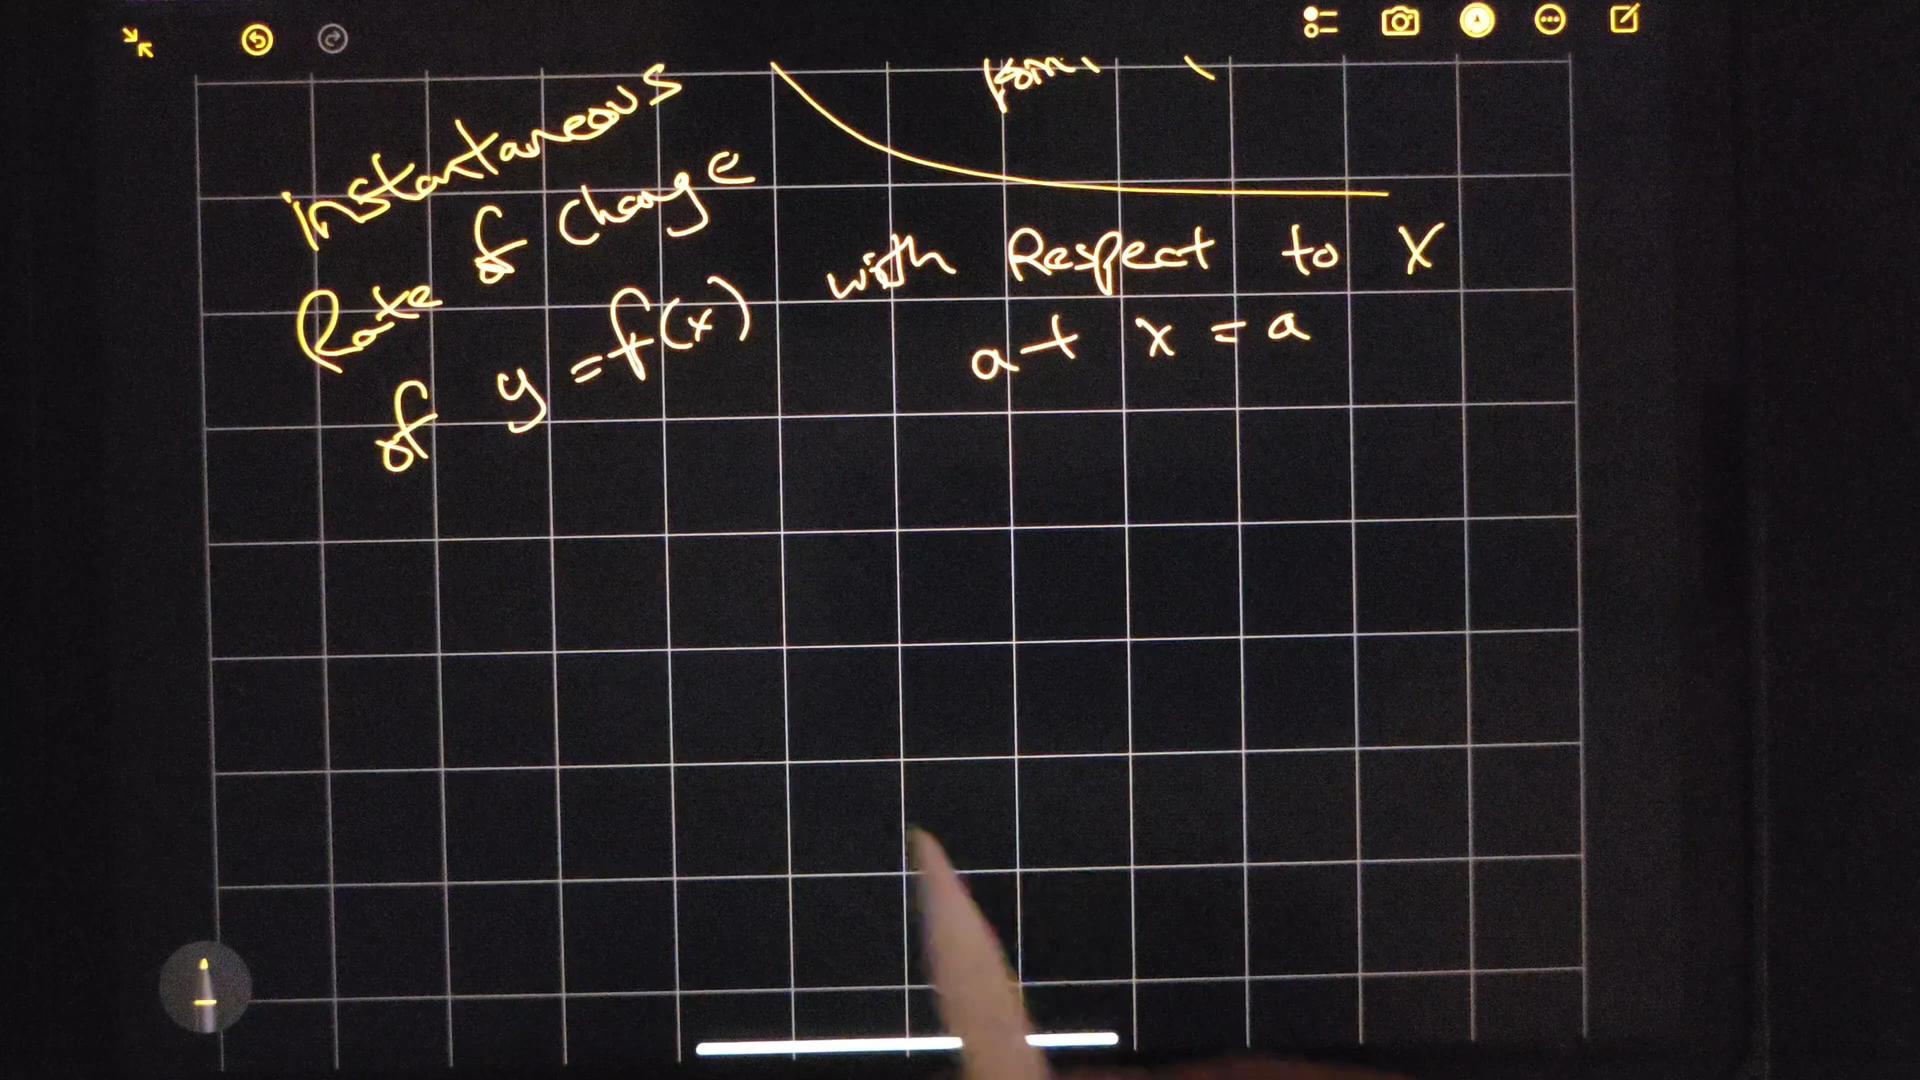 instantaneous
Rate of Change
of y = f(x) with Respect to X
at x = a